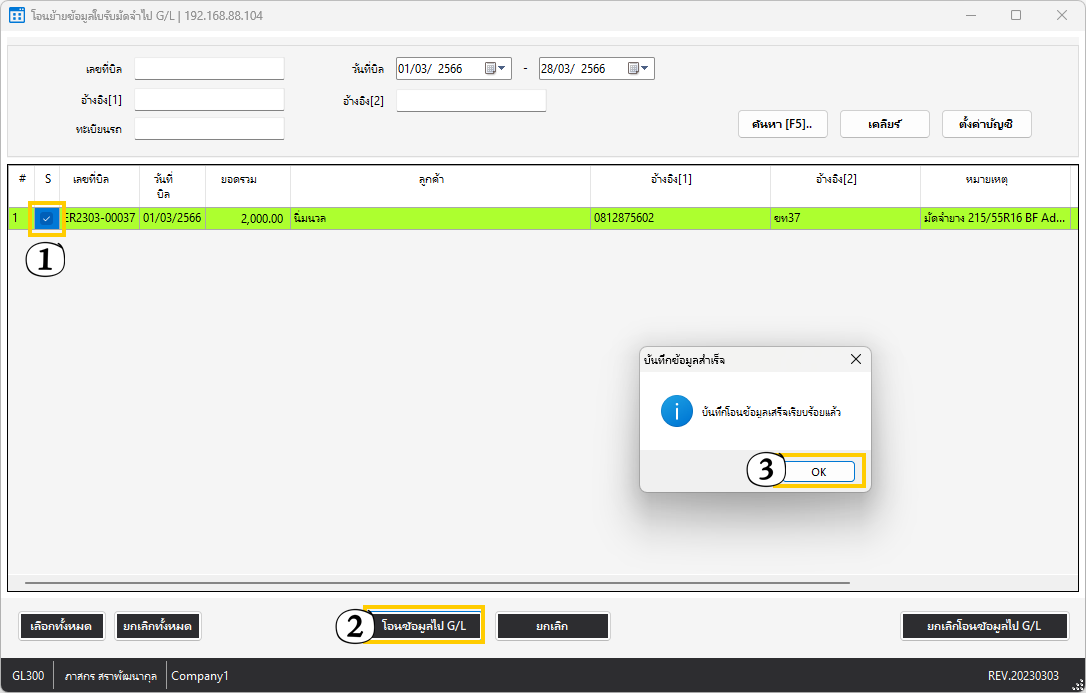 โอนย้ายข้อมูลใบรับมัดจำไป G/L | 192.168.88.104
เลขที่บิล
วันที่บิล 01/03/ 2566 - 28/03/ 2566
อ้างอิง[1]
อ้างอิง[2]
ทะเบียนรถ
ค้นหา [F5].. เคลียร์ ตั้งค่าบัญชี
# S เลขที่บิล วันที่ ยอดรวม ลูกค้า อ้างอิง[1] อ้างอิง[2] หมายเหตุ
บิล
1 ER2303-00037 01/03/2566 2,000.00 นิ่มนวล 0812875602 ขท37 มัดจำยาง 215/55R16 BF Ad...
1
บันทึกข้อมูลสำเร็จ
บันทึกโอนข้อมูลเสร็จเรียบร้อยแล้ว
3 OK
เลือกทั้งหมด ยกเลิกทั้งหมด 2 โอนข้อมูลไป G/L ยกเลิก ยกเลิกโอนข้อมูลไป G/L
GL300 ภาสกร สราพัฒนากุล Company1 REV.20230303